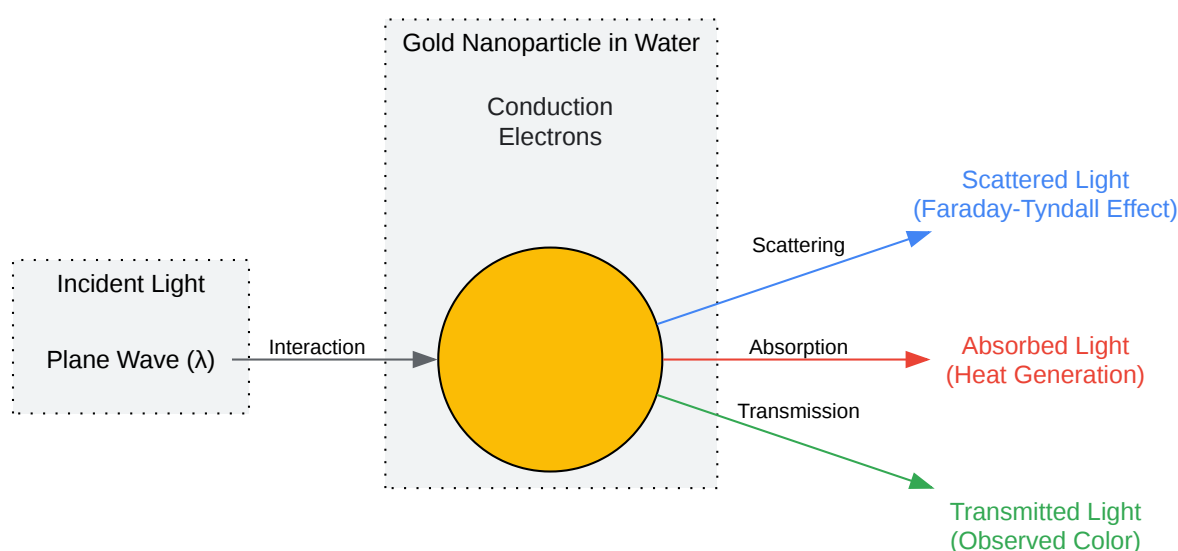 Gold Nanoparticle in Water
Conduction
Electrons
Incident Light
Plane Wave (λ)
Interaction
Scattering
Absorption
Transmission
Scattered Light
(Faraday-Tyndall Effect)
Absorbed Light
(Heat Generation)
Transmitted Light
(Observed Color)